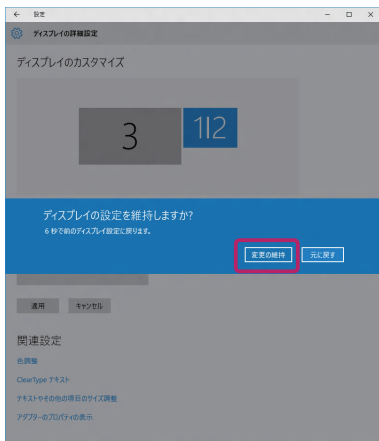 設定
ディスプレイの詳細設定
ディスプレイのカスタマイズ
3
1|2
ディスプレイの設定を維持しますか?
6 秒で前のディスプレイ設定に戻ります。
変更の維持 元に戻す
適用 キャンセル
関連設定
色調整
ClearType テキスト
テキストやその他の項目のサイズ調整
アダプターのプロパティの表示